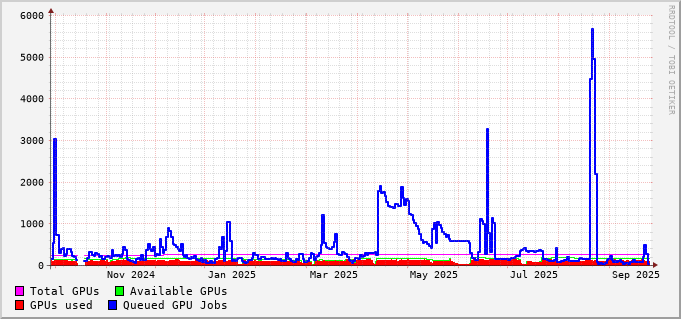 6000
5000
4000
3000
2000
1000
0
Nov 2024 Jan 2025 Mar 2025 May 2025 Jul 2025 Sep 2025
Total GPUs Available GPUs
GPUs used Queued GPU Jobs
RRDTOOL / TOBI OETIKER